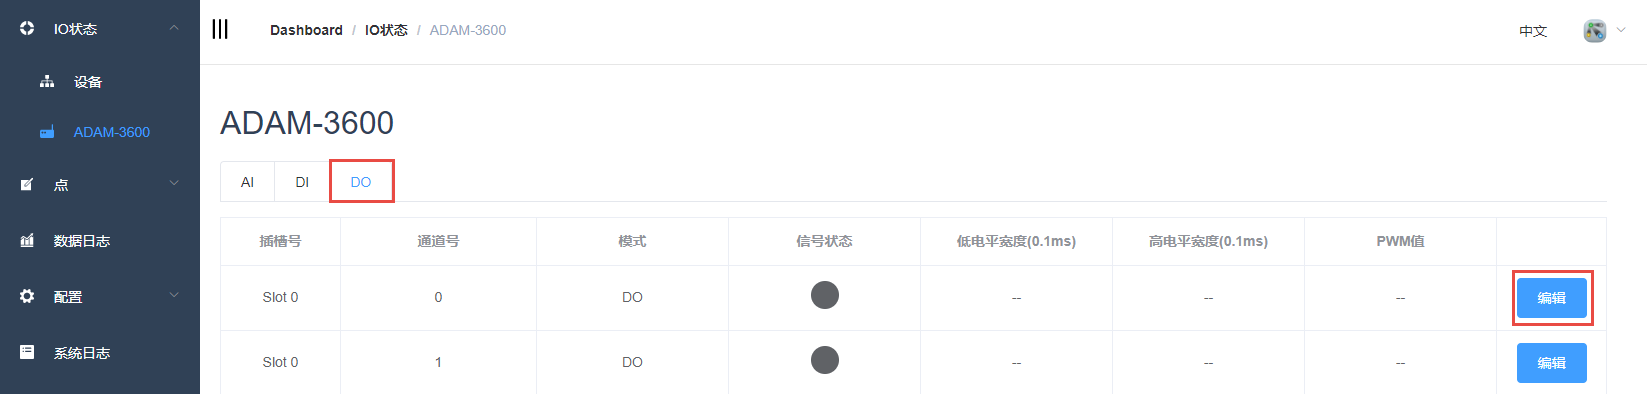 IO状态
设备
ADAM-3600
点
数据日志
配置
系统日志
Dashboard / IO状态 / ADAM-3600
中文
ADAM-3600
AI DI DO
插槽号 通道号 模式 信号状态 低电平宽度(0.1ms) 高电平宽度(0.1ms) PWM值
Slot 0 0 DO -- -- -- 编辑
Slot 0 1 DO -- -- -- 编辑